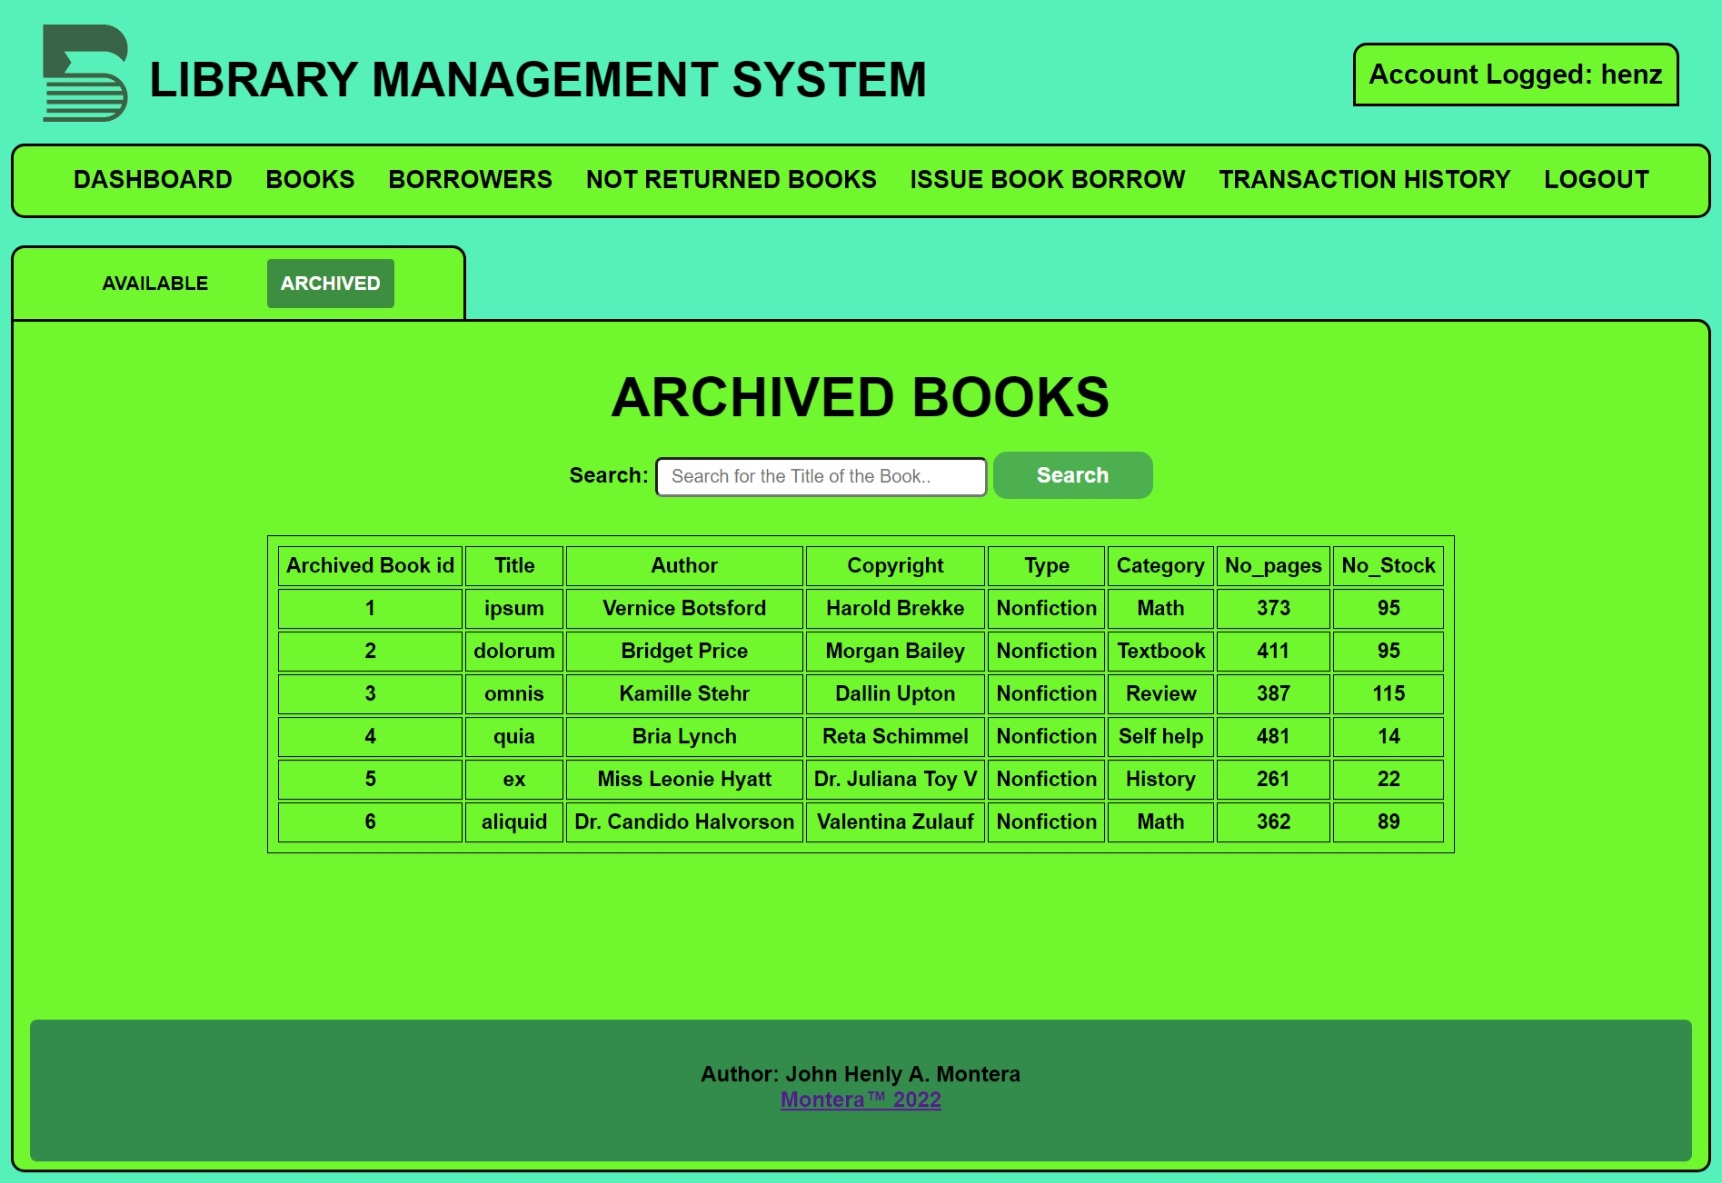 LIBRARY MANAGEMENT SYSTEM
Account Logged: henz
DASHBOARD BOOKS BORROWERS NOT RETURNED BOOKS ISSUE BOOK BORROW TRANSACTION HISTORY LOGOUT
AVAILABLE ARCHIVED
ARCHIVED BOOKS
Search: Search for the Title of the Book.. Search
Archived Book id Title Author Copyright Type Category No_pages No_Stock
1 ipsum Vernice Botsford Harold Brekke Nonfiction Math 373 95
2 dolorum Bridget Price Morgan Bailey Nonfiction Textbook 411 95
3 omnis Kamille Stehr Dallin Upton Nonfiction Review 387 115
4 quia Bria Lynch Reta Schimmel Nonfiction Self help 481 14
5 ex Miss Leonie Hyatt Dr. Juliana Toy V Nonfiction History 261 22
6 aliquid Dr. Candido Halvorson Valentina Zulauf Nonfiction Math 362 89
Author: John Henly A. Montera
Montera™ 2022